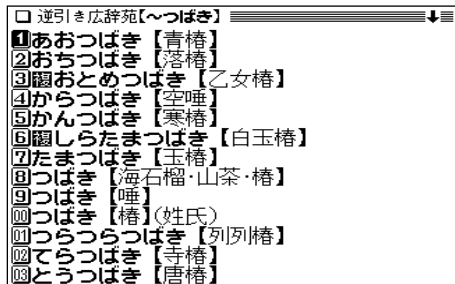 逆引き広辞苑【～つばき】
1あおつばき【青椿】
2おちつばき【落椿】
3複おとめつばき【乙女椿】
4からつばき【空唾】
5かんつばき【寒椿】
6複しらたまつばき【白玉椿】
7たまつばき【玉椿】
8つばき【海石榴・山茶・椿】
9つばき【唾】
00つばき【椿】(姓氏)
01つらつらつばき【列列椿】
02てらつばき【寺椿】
03とうつばき【唐椿】